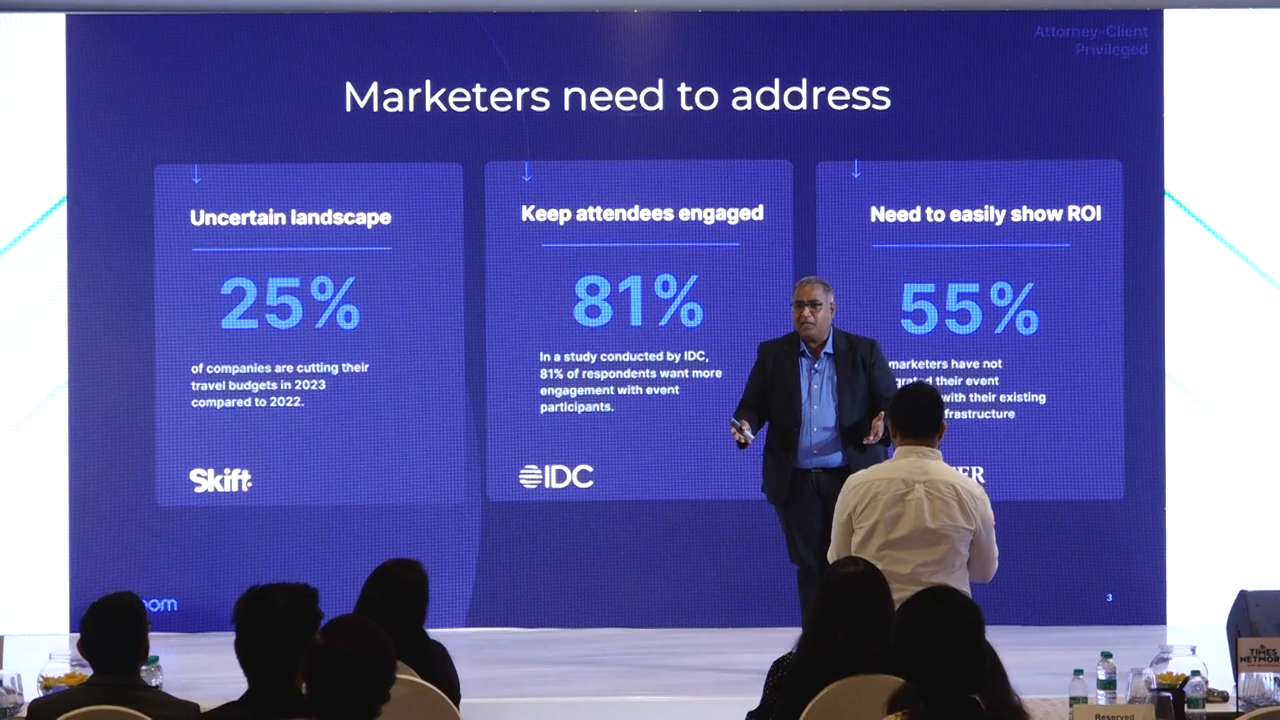 Attorney-Client
Privileged
Marketers need to address
Uncertain landscape
25%
of companies are cutting their
travel budgets in 2023
compared to 2022.
Skift:
Keep attendees engaged
81%
In a study conducted by IDC,
81% of respondents want more
engagement with event
participants.
IDC
Need to easily show ROI
55%
marketers have not
their event
with their existing
3
TIMES
NETWORK
Reserved